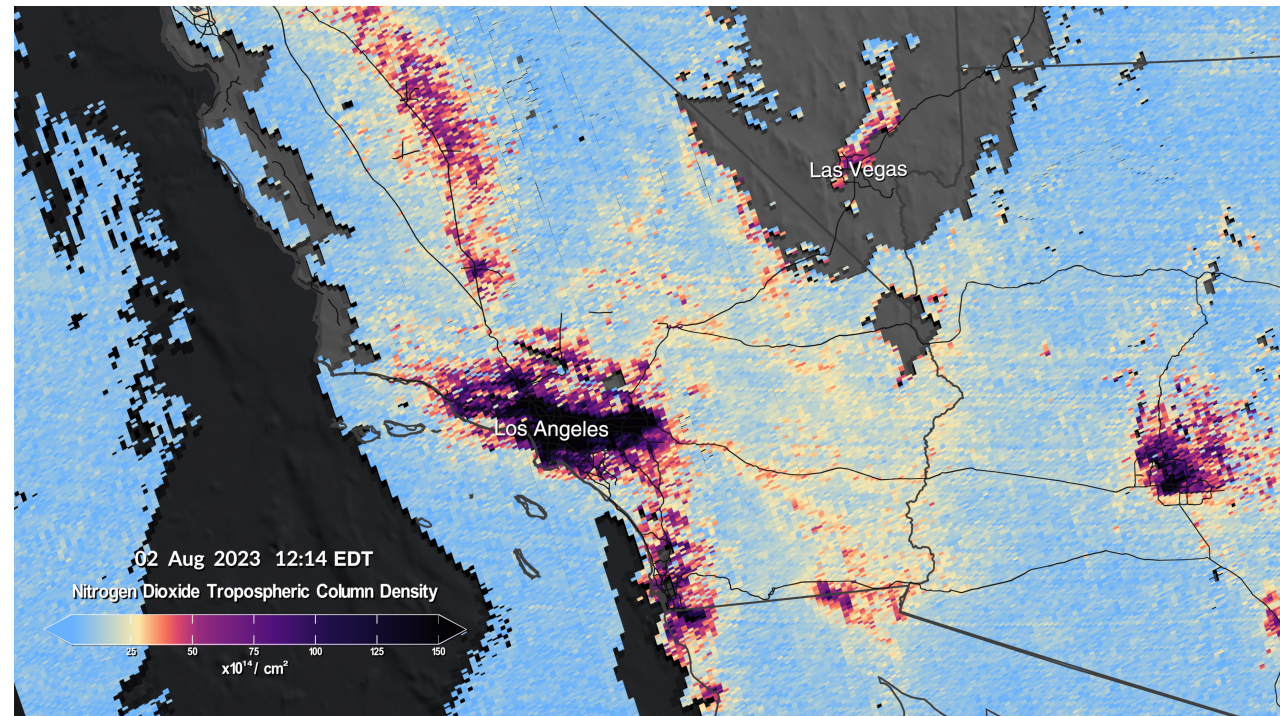 Las Vegas
Los Angeles
02 Aug 2023 12:14 EDT
Nitrogen Dioxide Tropospheric Column Density
25 50 75 100 125 150
x10¹⁴/ cm²